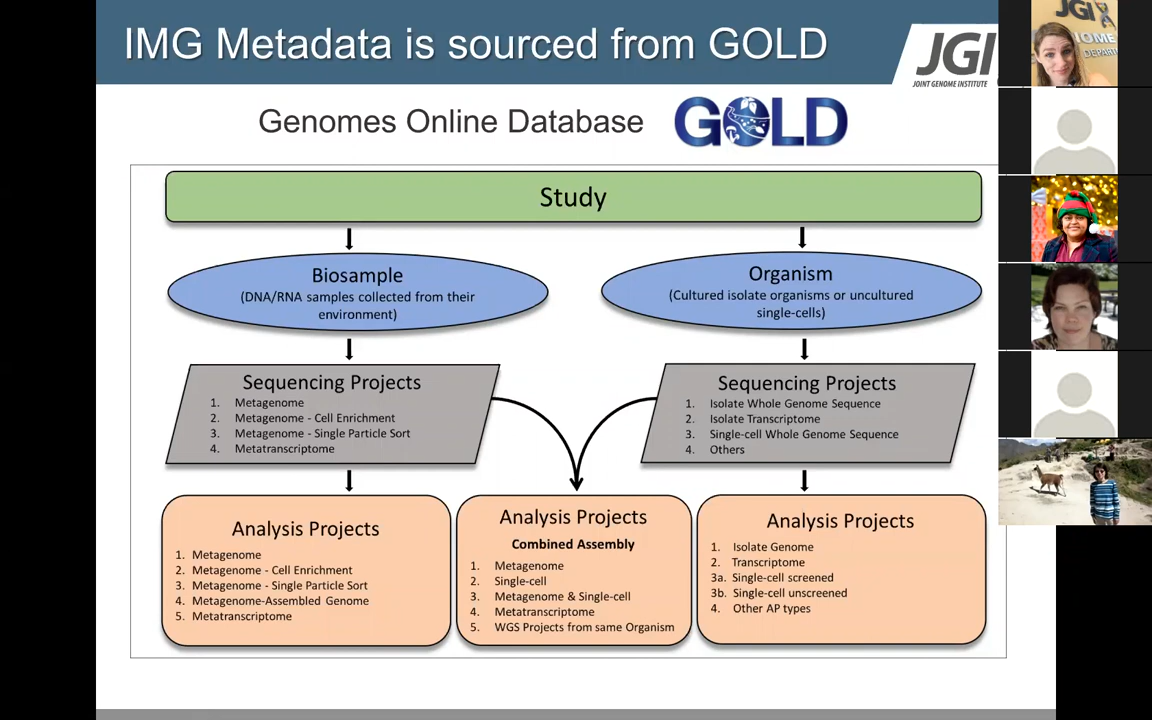 IMG Metadata is sourced from GOLD
JGI
JOINT GENOME INSTITUTE
Genomes Online Database
GOLD
Study
Biosample
(DNA/RNA samples collected from their
environment)
Organism
(Cultured isolate organisms or uncultured
single-cells)
Sequencing Projects
1. Metagenome
2. Metagenome - Cell Enrichment
3. Metagenome - Single Particle Sort
4. Metatranscriptome
Sequencing Projects
1. Isolate Whole Genome Sequence
2. Isolate Transcriptome
3. Single-cell Whole Genome Sequence
4. Others
Analysis Projects
1. Metagenome
2. Metagenome - Cell Enrichment
3. Metagenome - Single Particle Sort
4. Metagenome-Assembled Genome
5. Metatranscriptome
Analysis Projects
Combined Assembly
1. Metagenome
2. Single-cell
3. Metagenome & Single-cell
4. Metatranscriptome
5. WGS Projects from same Organism
Analysis Projects
1. Isolate Genome
2. Transcriptome
3a. Single-cell screened
3b. Single-cell unscreened
4. Other AP types
JGI